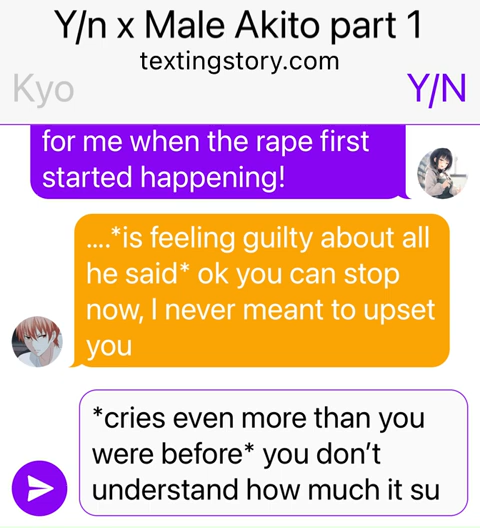 Y/n x Male Akito part 1
textingstory.com
Kyo
Y/N
for me when the rape first
started happening!
....*is feeling guilty about all
he said* ok you can stop
now, I never meant to upset
you
*cries even more than you
were before* you don’t
understand how much it su